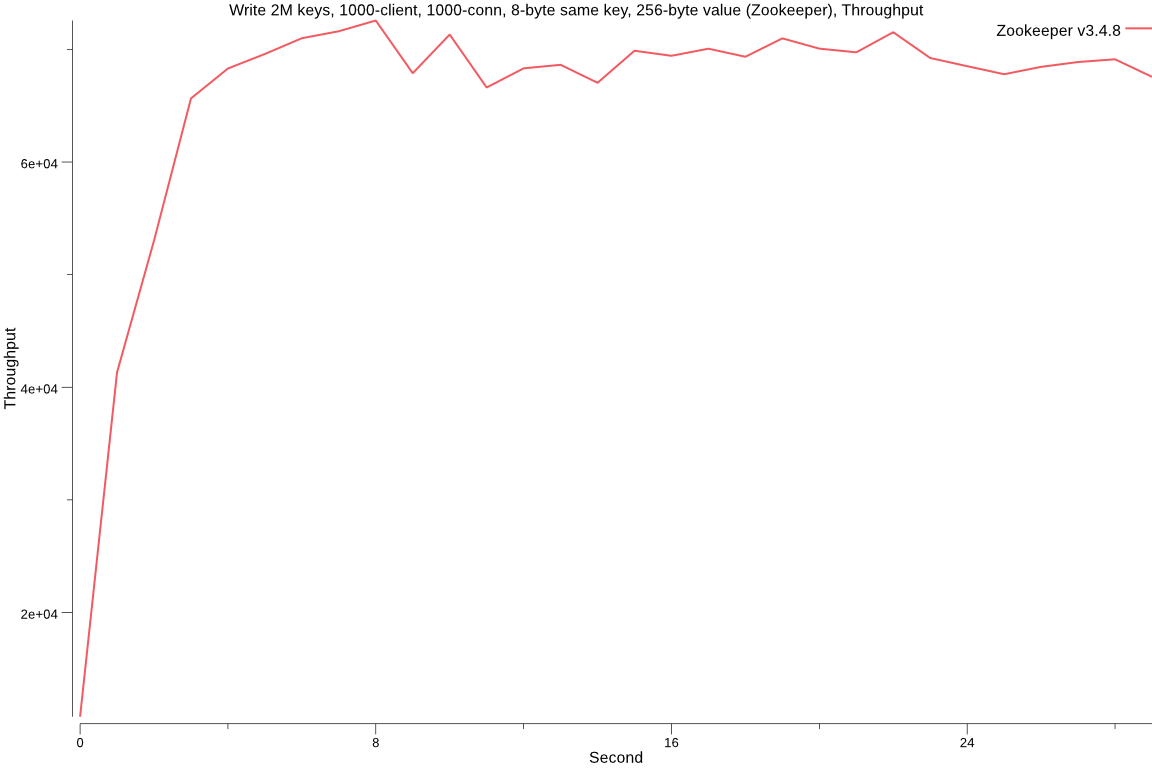 Write 2M keys, 1000-client, 1000-conn, 8-byte same key, 256-byte value (Zookeeper), Throughput
Zookeeper v3.4.8
6e+04
4e+04
2e+04
Throughput
0
8
16
24
Second